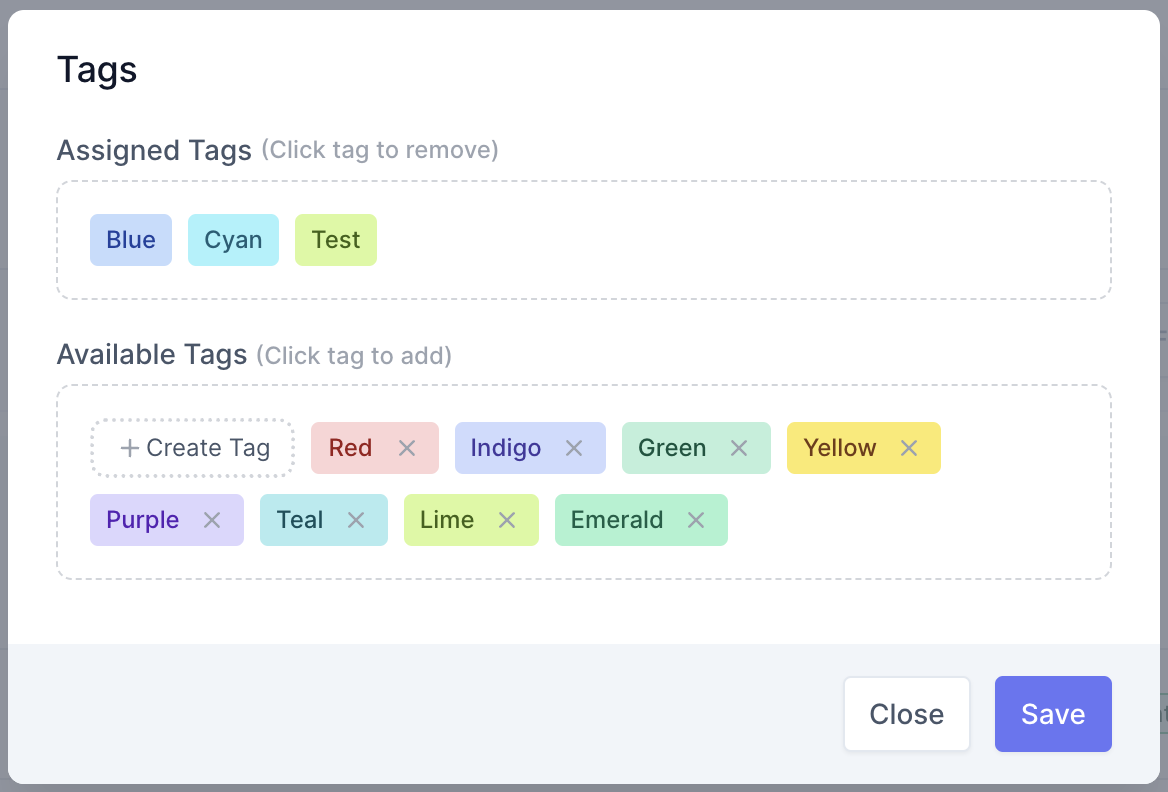 Tags
Assigned Tags (Click tag to remove)
Blue Cyan Test
Available Tags (Click tag to add)
+ Create Tag Red × Indigo × Green × Yellow ×
Purple × Teal × Lime × Emerald ×
Close Save